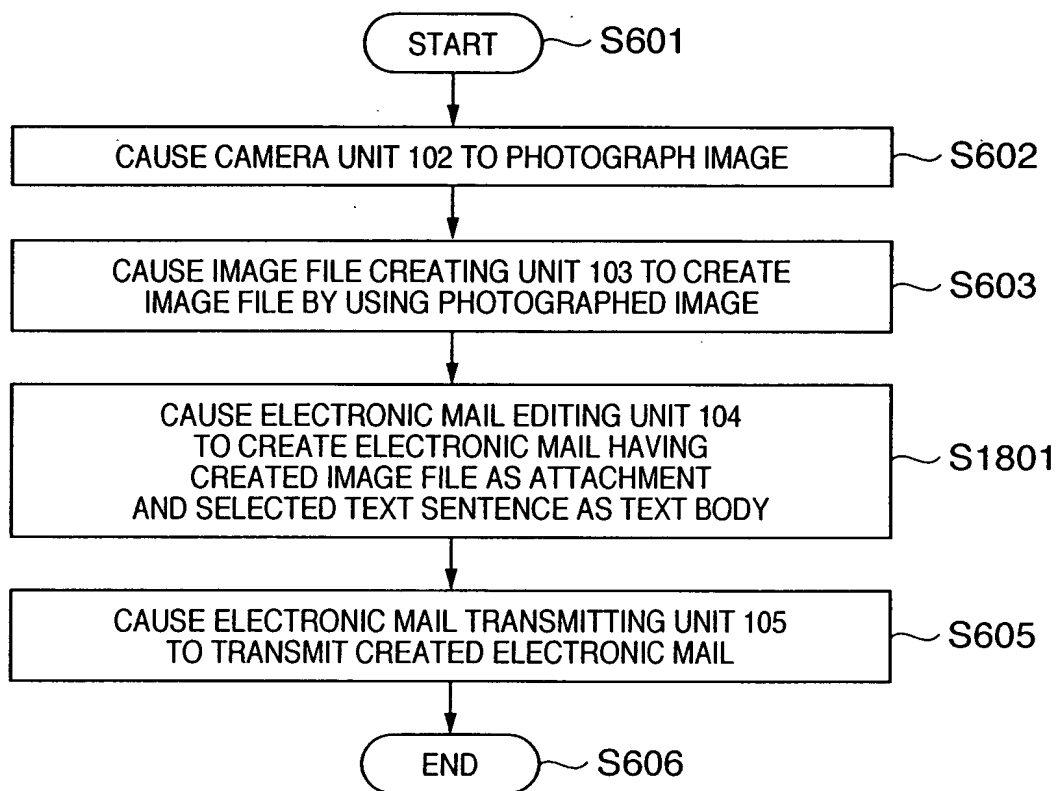 START
S601
CAUSE CAMERA UNIT 102 TO PHOTOGRAPH IMAGE
S602
CAUSE IMAGE FILE CREATING UNIT 103 TO CREATE
IMAGE FILE BY USING PHOTOGRAPHED IMAGE
S603
CAUSE ELECTRONIC MAIL EDITING UNIT 104
TO CREATE ELECTRONIC MAIL HAVING
CREATED IMAGE FILE AS ATTACHMENT
AND SELECTED TEXT SENTENCE AS TEXT BODY
S1801
CAUSE ELECTRONIC MAIL TRANSMITTING UNIT 105
TO TRANSMIT CREATED ELECTRONIC MAIL
S605
END
S606